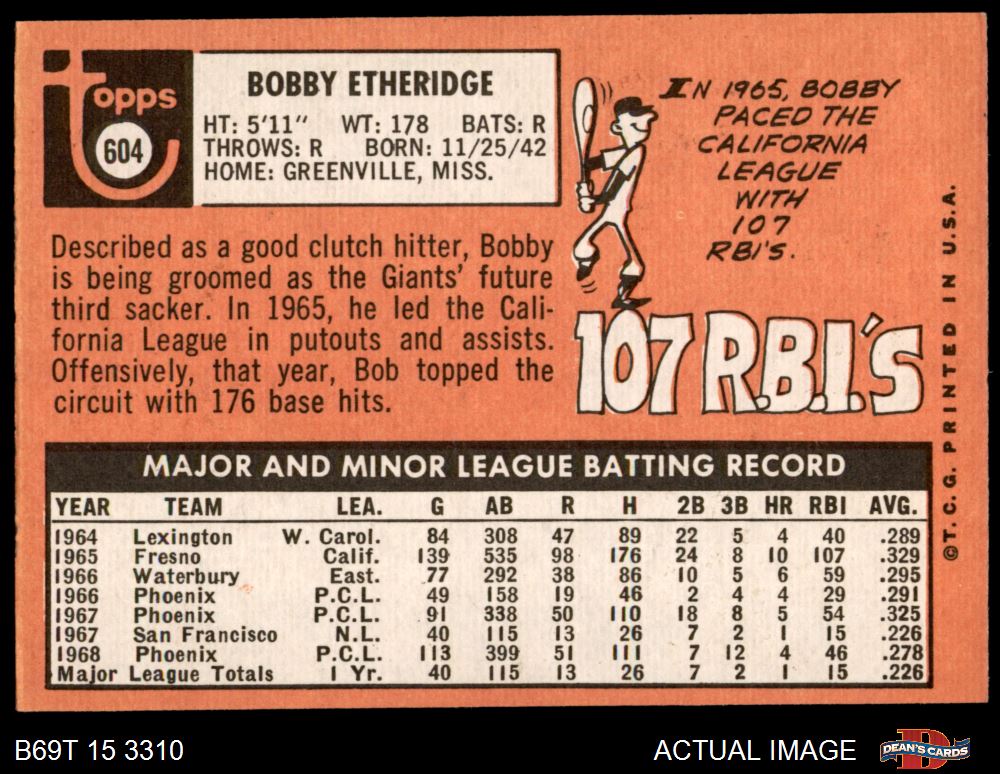 topps
604
BOBBY ETHERIDGE
HT: 5'11" WT: 178 BATS: R
THROWS: R BORN: 11/25/42
HOME: GREENVILLE, MISS.
IN 1965, BOBBY
PACED THE
CALIFORNIA
LEAGUE
WITH
107
RBI'S.
107 R.B.I.'S
Described as a good clutch hitter, Bobby
is being groomed as the Giants' future
third sacker. In 1965, he led the Cali-
fornia League in putouts and assists.
Offensively, that year, Bob topped the
circuit with 176 base hits.
©T. C. G. PRINTED IN U.S.A.
MAJOR AND MINOR LEAGUE BATTING RECORD
YEAR TEAM LEA. G AB R H 2B 3B HR RBI AVG.
1964 Lexington W. Carol. 84 308 47 89 22 5 4 40 .289
1965 Fresno Calif. 139 535 98 176 24 8 10 107 .329
1966 Waterbury East. 77 292 38 86 10 5 6 59 .295
1966 Phoenix P.C.L. 49 158 19 46 2 4 4 29 .291
1967 Phoenix P.C.L. 91 338 50 110 18 8 5 54 .325
1967 San Francisco N.L. 40 115 13 26 7 2 1 15 .226
1968 Phoenix P.C.L. 113 399 51 111 7 12 4 46 .278
Major League Totals 1 Yr. 40 115 13 26 7 2 1 15 .226
B69T 15 3310
ACTUAL IMAGE
DEAN'S CARDS